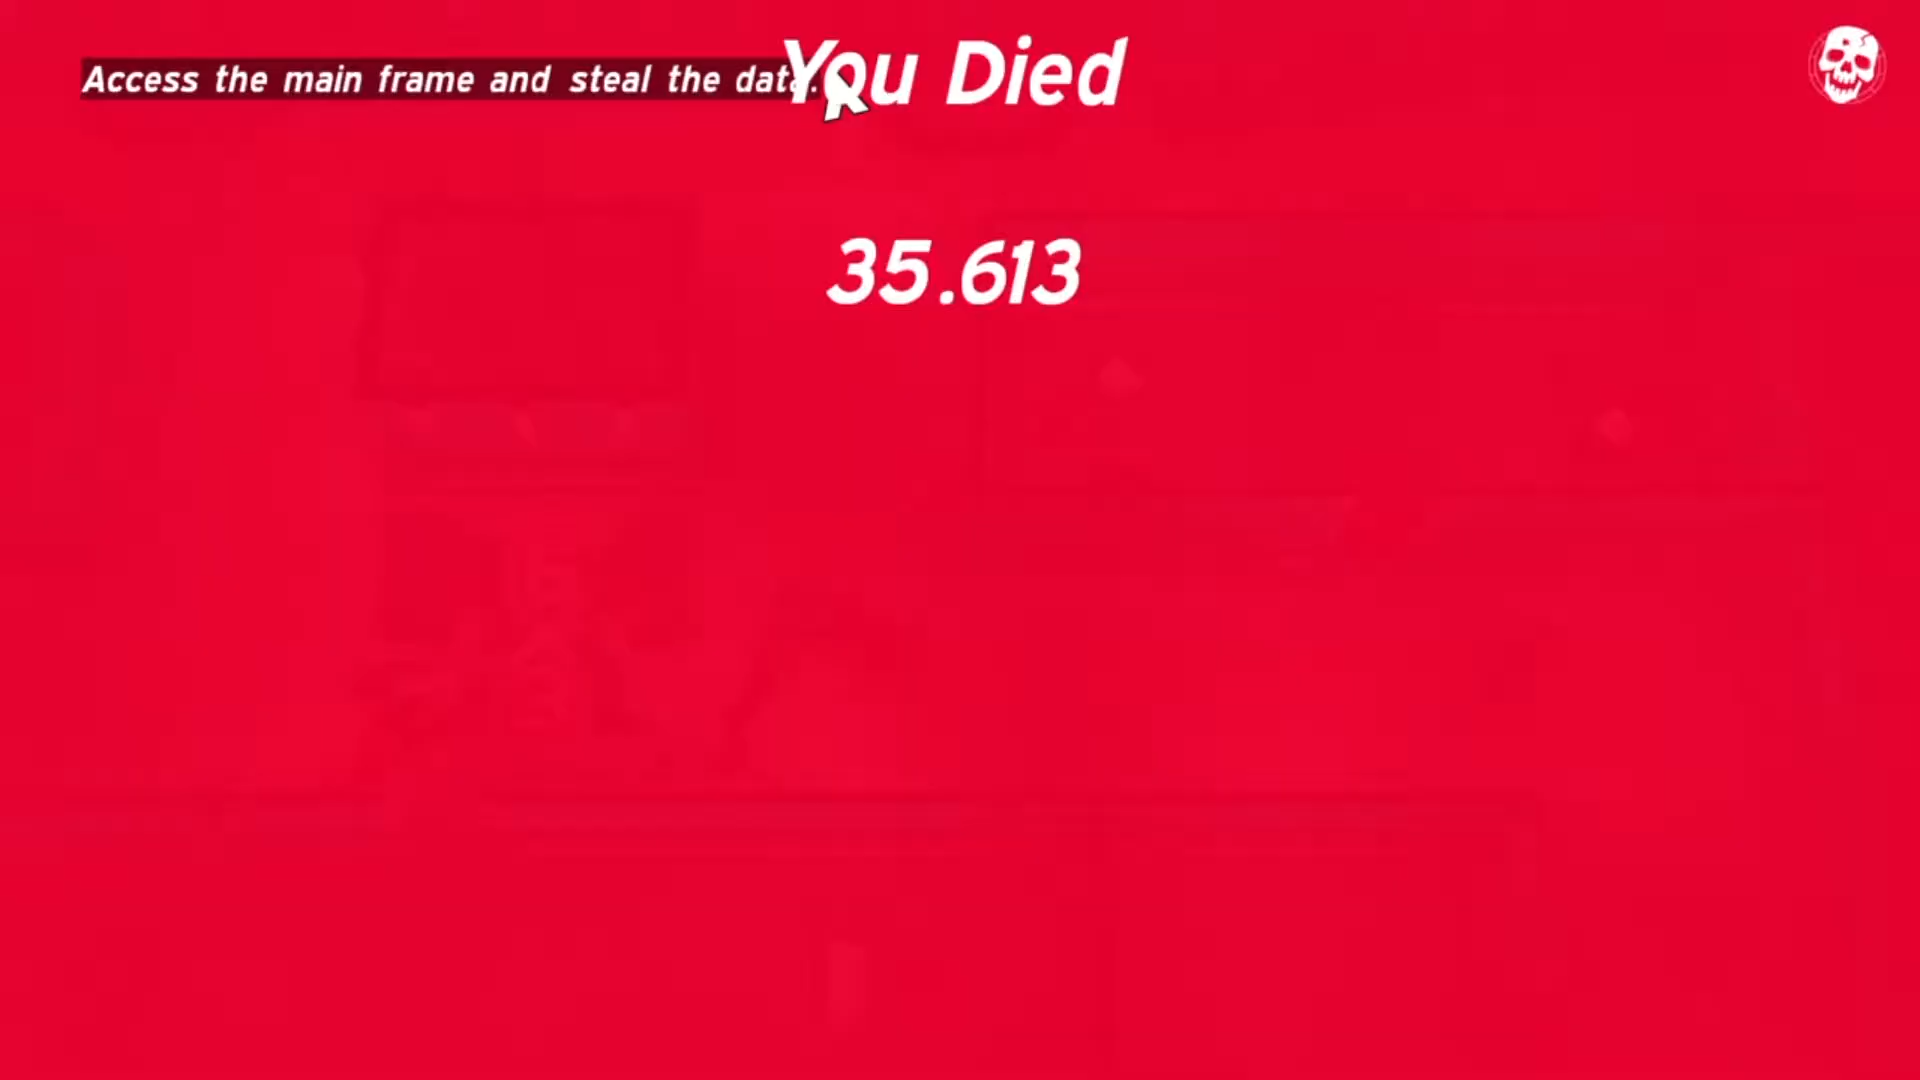 Access the main frame and steal the data.
You Died
35.613